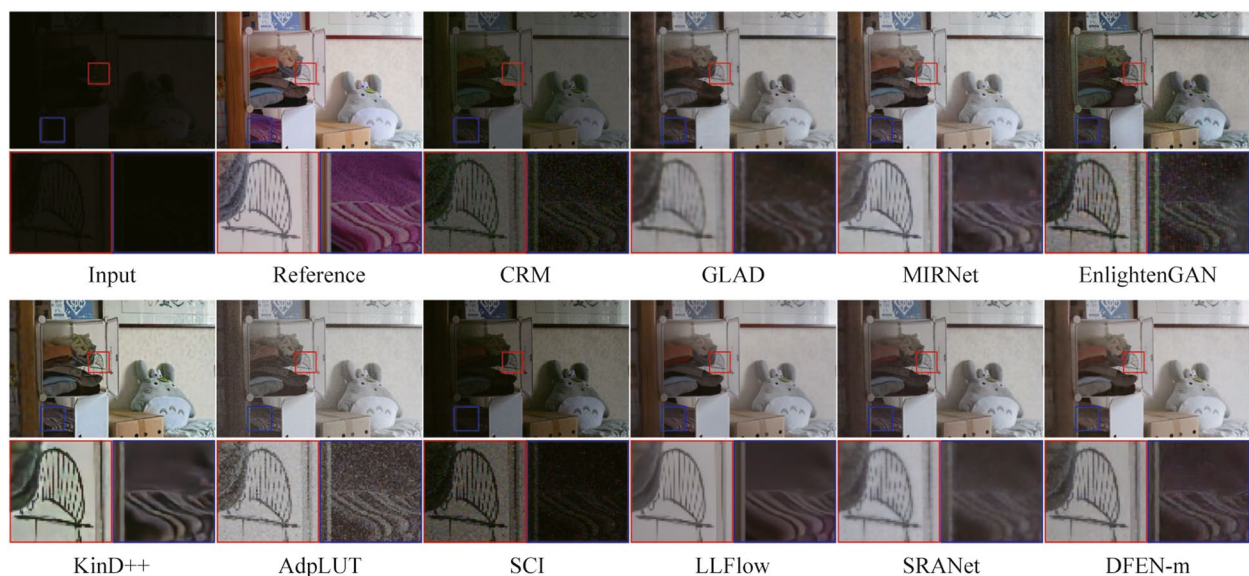 Input Reference CRM GLAD MIRNet EnlightenGAN
KinD++ AdpLUT SCI LLFlow SRANet DFEN-m